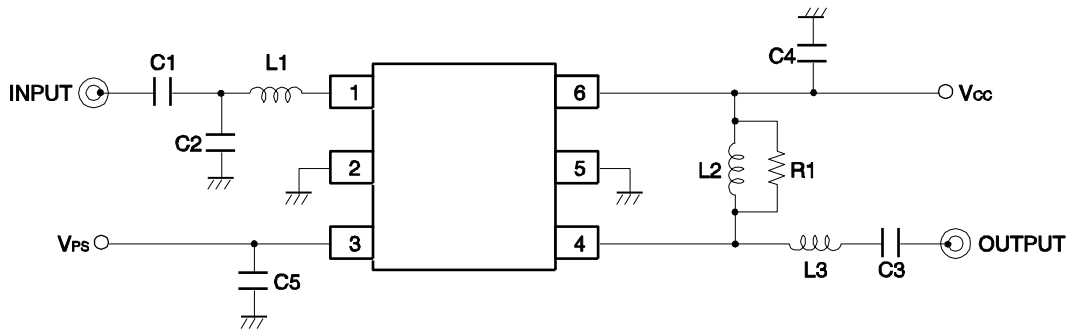 C4
C1
L1
INPUT
1
6
VCC
C2
2
5
L2
R1
VPS
3
4
OUTPUT
C5
L3
C3